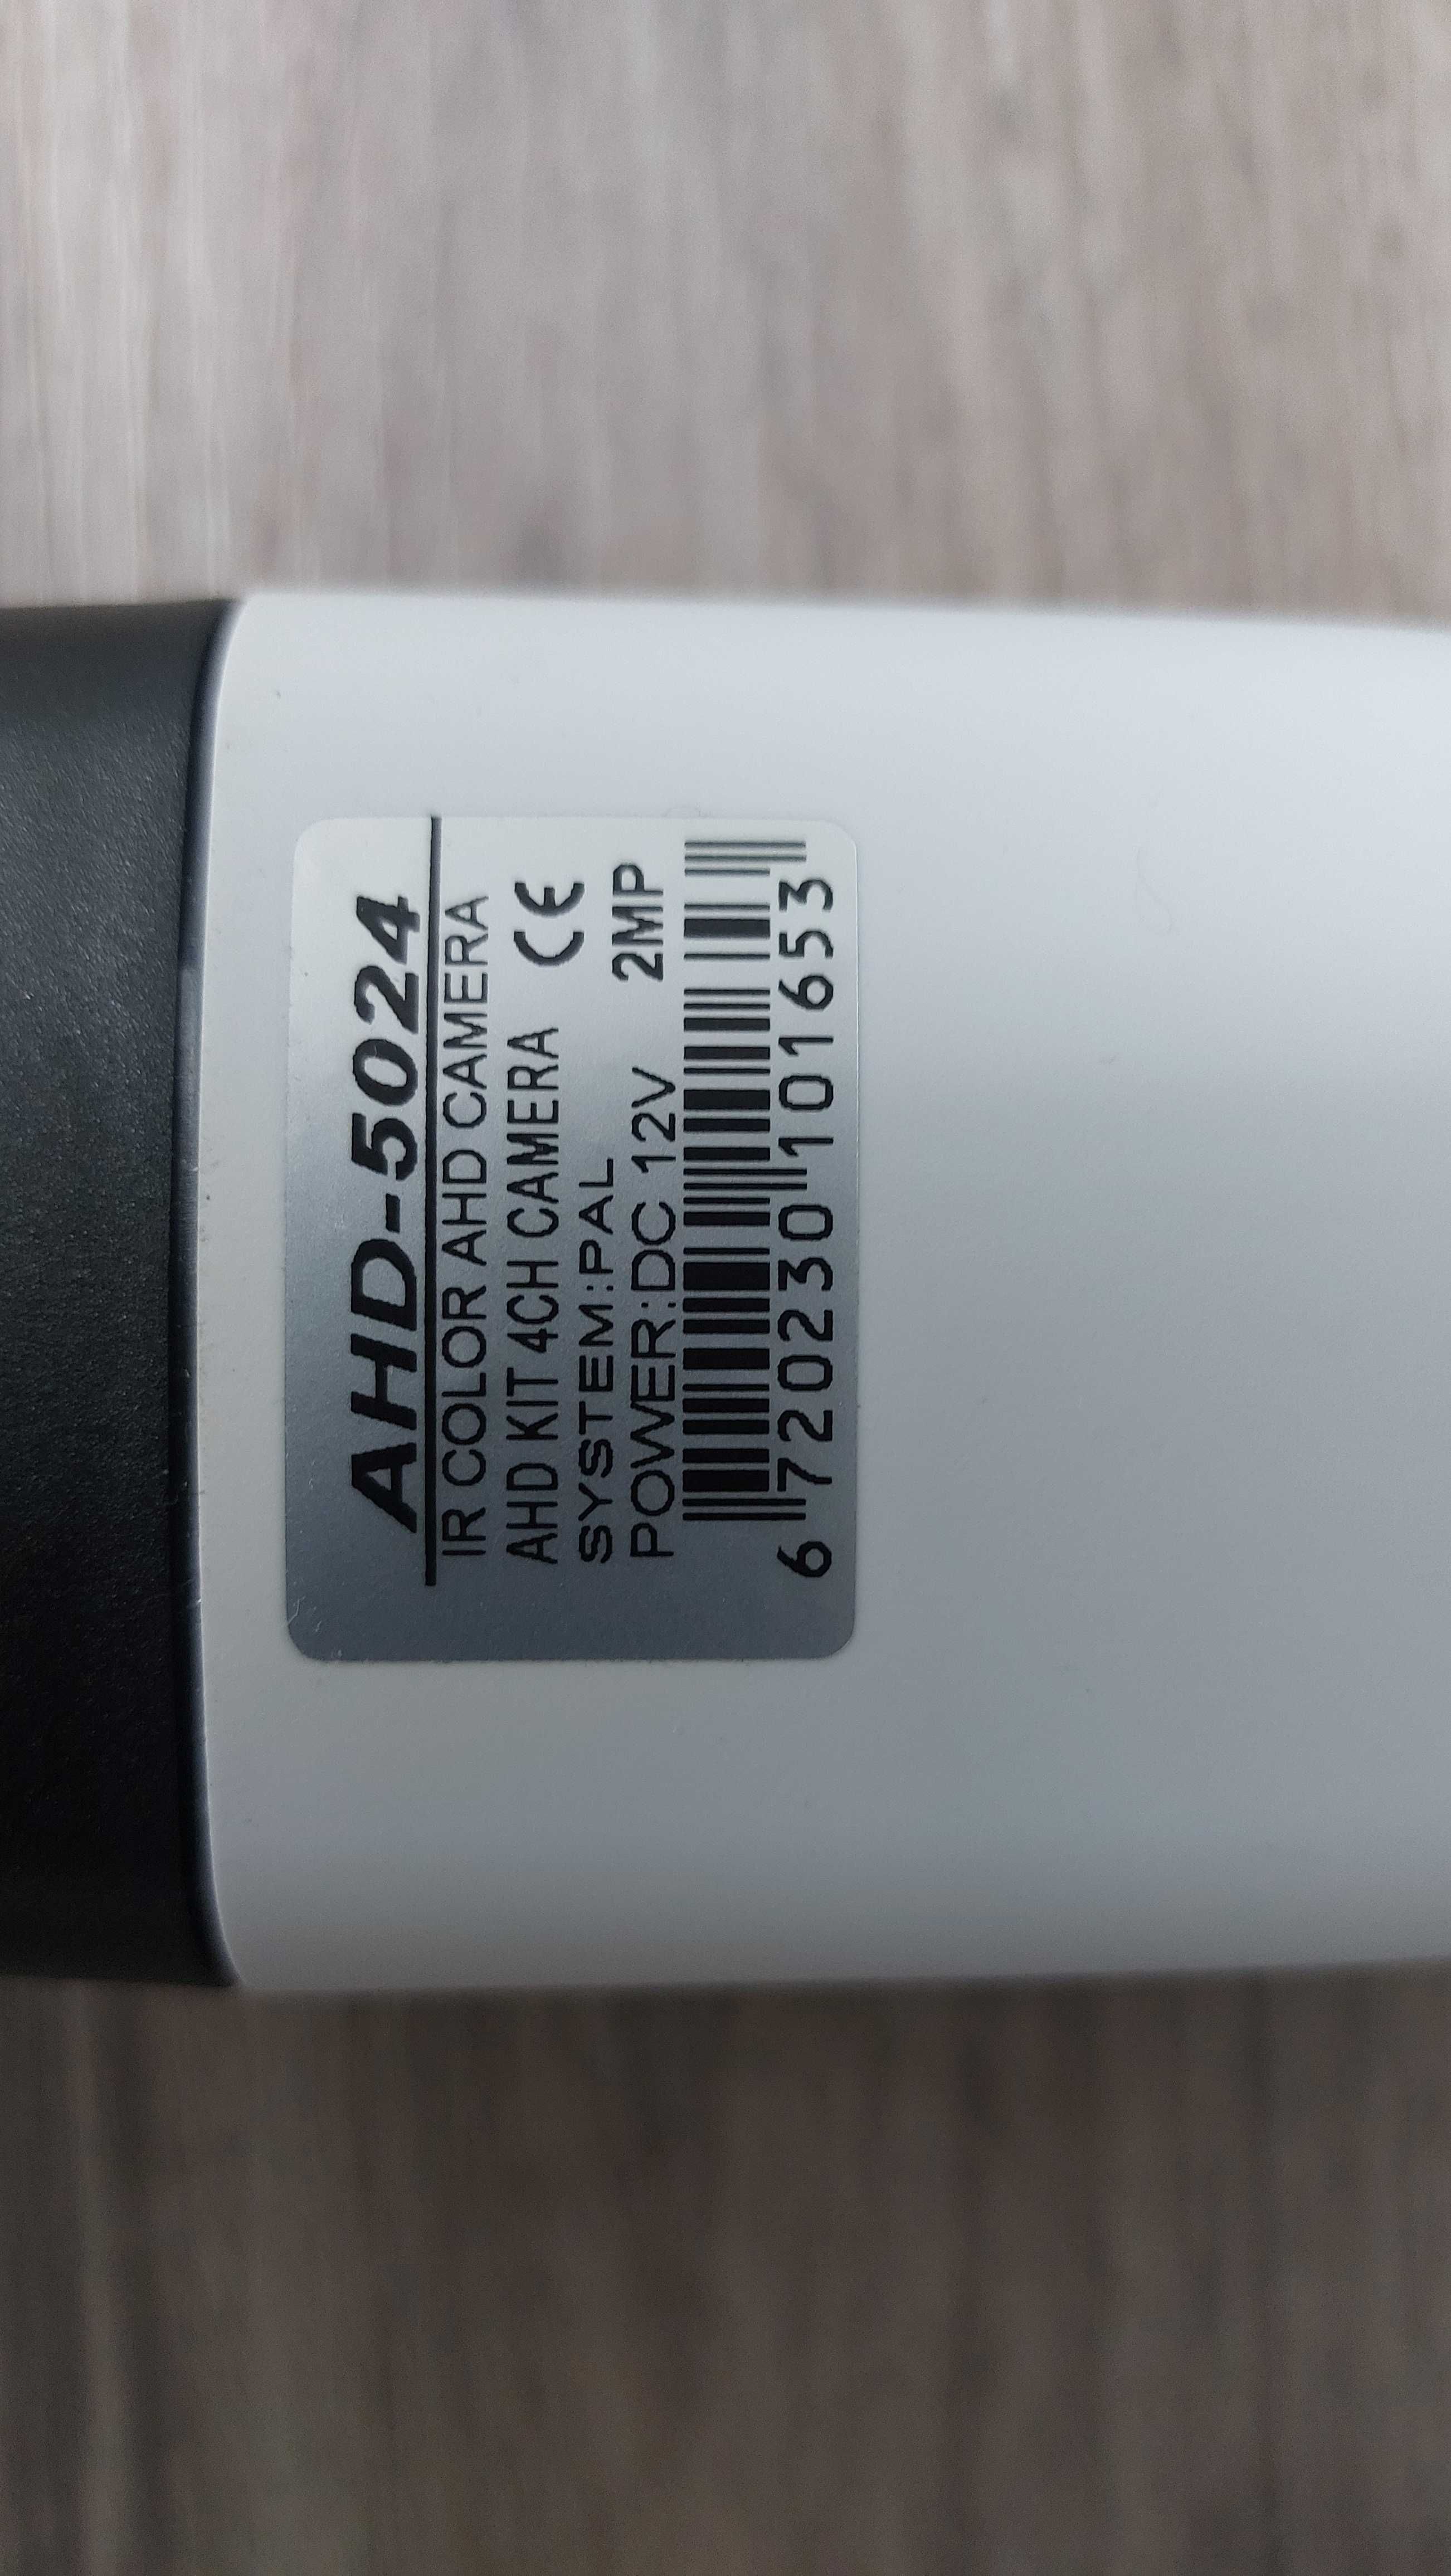 AHD-5024
IR COLOR AHD CAMERA
AHD KIT 4CH CAMERA CE
SYSTEM:PAL
POWER:DC 12V 2MP
6 720230 101653